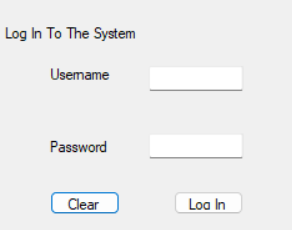 Log In To The System
Username
Password
Clear
Log In